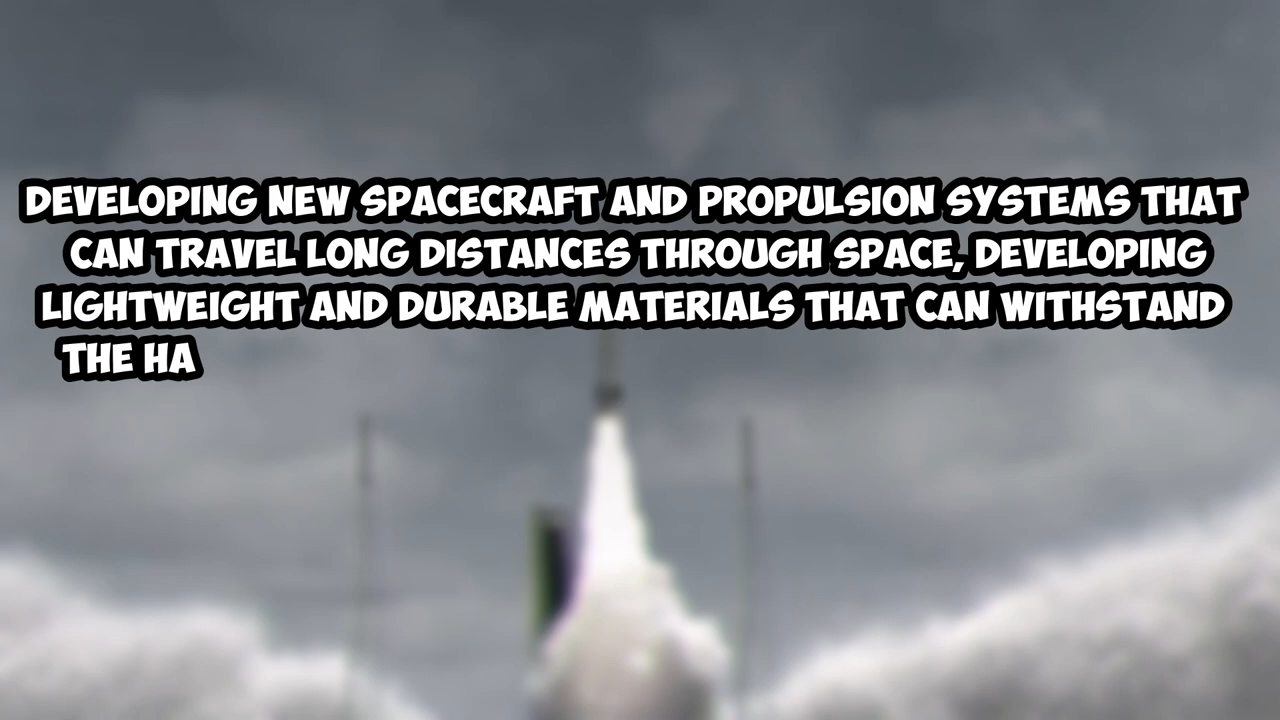 DEVELOPING NEW SPACECRAFT AND PROPULSION SYSTEMS THAT
CAN TRAVEL LONG DISTANCES THROUGH SPACE, DEVELOPING
LIGHTWEIGHT AND DURABLE MATERIALS THAT CAN WITHSTAND
THE HA